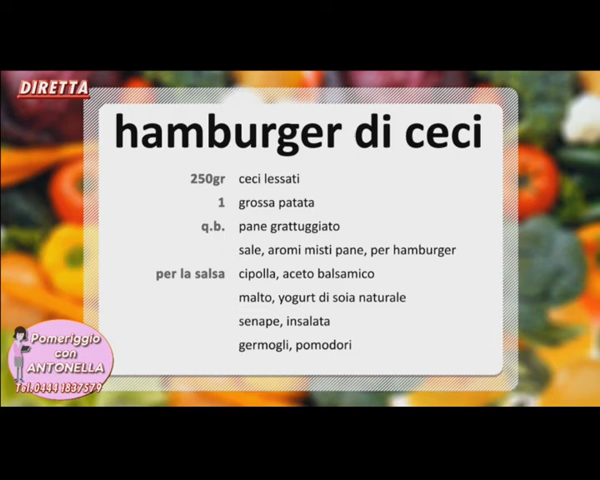 DIRETTA
hamburger di ceci
250gr ceci lessati
1 grossa patata
q.b. pane grattuggiato
sale, aromi misti pane, per hamburger
per la salsa cipolla, aceto balsamico
malto, yogurt di soia naturale
senape, insalata
germogli, pomodori
Pomeriggio
con
ANTONELLA
Tel. 0444 1837579